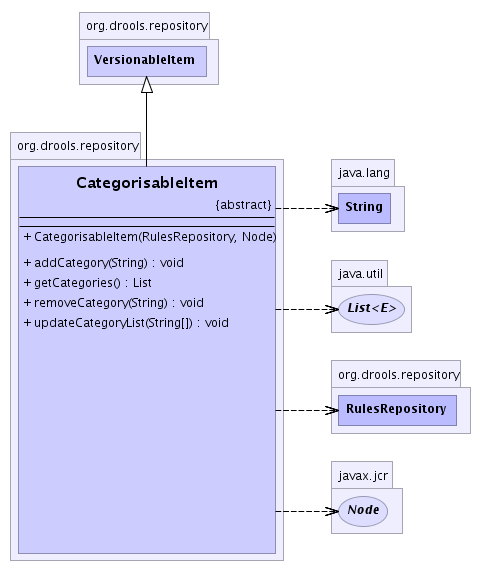 org.drools.repository
VersionableItem
org.drools.repository
CategorisableItem
{abstract}
+ CategorisableItem(RulesRepository, Node)
+ addCategory(String) : void
+ getCategories() : List
+ removeCategory(String) : void
+ updateCategoryList(String[]) : void
java.lang
String
java.util
List<E>
org.drools.repository
RulesRepository
javax.jcr
Node